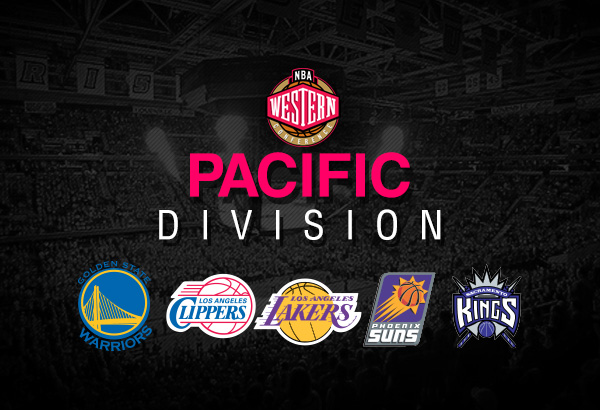 NBA
WESTERN
CONFERENCE
PACIFIC
DIVISION
GOLDEN STATE
WARRIORS
LOS ANGELES
CLIPPERS
LOS ANGELES
LAKERS
PHOENIX
SUNS
SACRAMENTO
KINGS